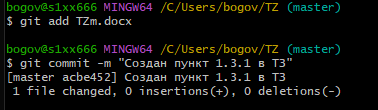 bogov@s1xx666 MINGW64 /C/Users/bogov/TZ (master)
$ git add TZm.docx
bogov@s1xx666 MINGW64 /C/Users/bogov/TZ (master)
$ git commit -m "Создан пункт 1.3.1 в ТЗ"
[master acbe452] Создан пункт 1.3.1 в ТЗ
1 file changed, 0 insertions(+), 0 deletions(-)